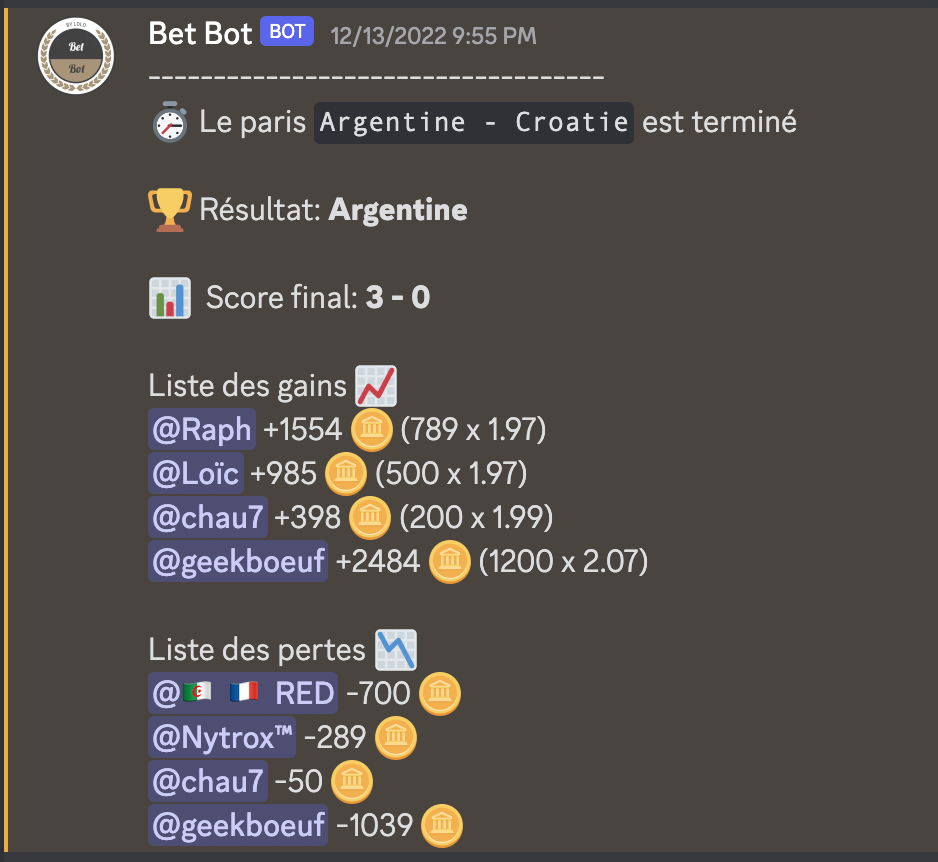 BY LOLO
Bet
Bot
Bet Bot BOT 12/13/2022 9:55 PM
-----------------------------------
Le paris Argentine - Croatie est terminé
Résultat: Argentine
Score final: 3 - 0
Liste des gains
@Raph +1554 (789 x 1.97)
@Loïc +985 (500 x 1.97)
@chau7 +398 (200 x 1.99)
@geekboeuf +2484 (1200 x 2.07)
Liste des pertes
@🇩🇿 🇫🇷 RED -700
@Nytrox™ -289
@chau7 -50
@geekboeuf -1039